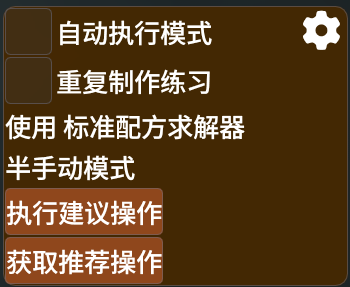 自动执行模式
重复制作练习
使用 标准配方求解器
半手动模式
执行建议操作
获取推荐操作